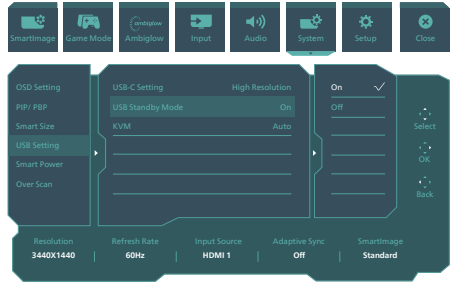 ambiglow
SmartImage Game Mode Ambiglow Input Audio System Setup Close
OSD Setting USB-C Setting High Resolution On
PIP/ PBP USB Standby Mode On Off
Smart Size KVM Auto
Select
USB Setting
OK
Smart Power
Over Scan
Back
Resolution Refresh Rate Input Source Adaptive Sync SmartImage
3440X1440 | 60Hz | HDMI 1 | Off | Standard